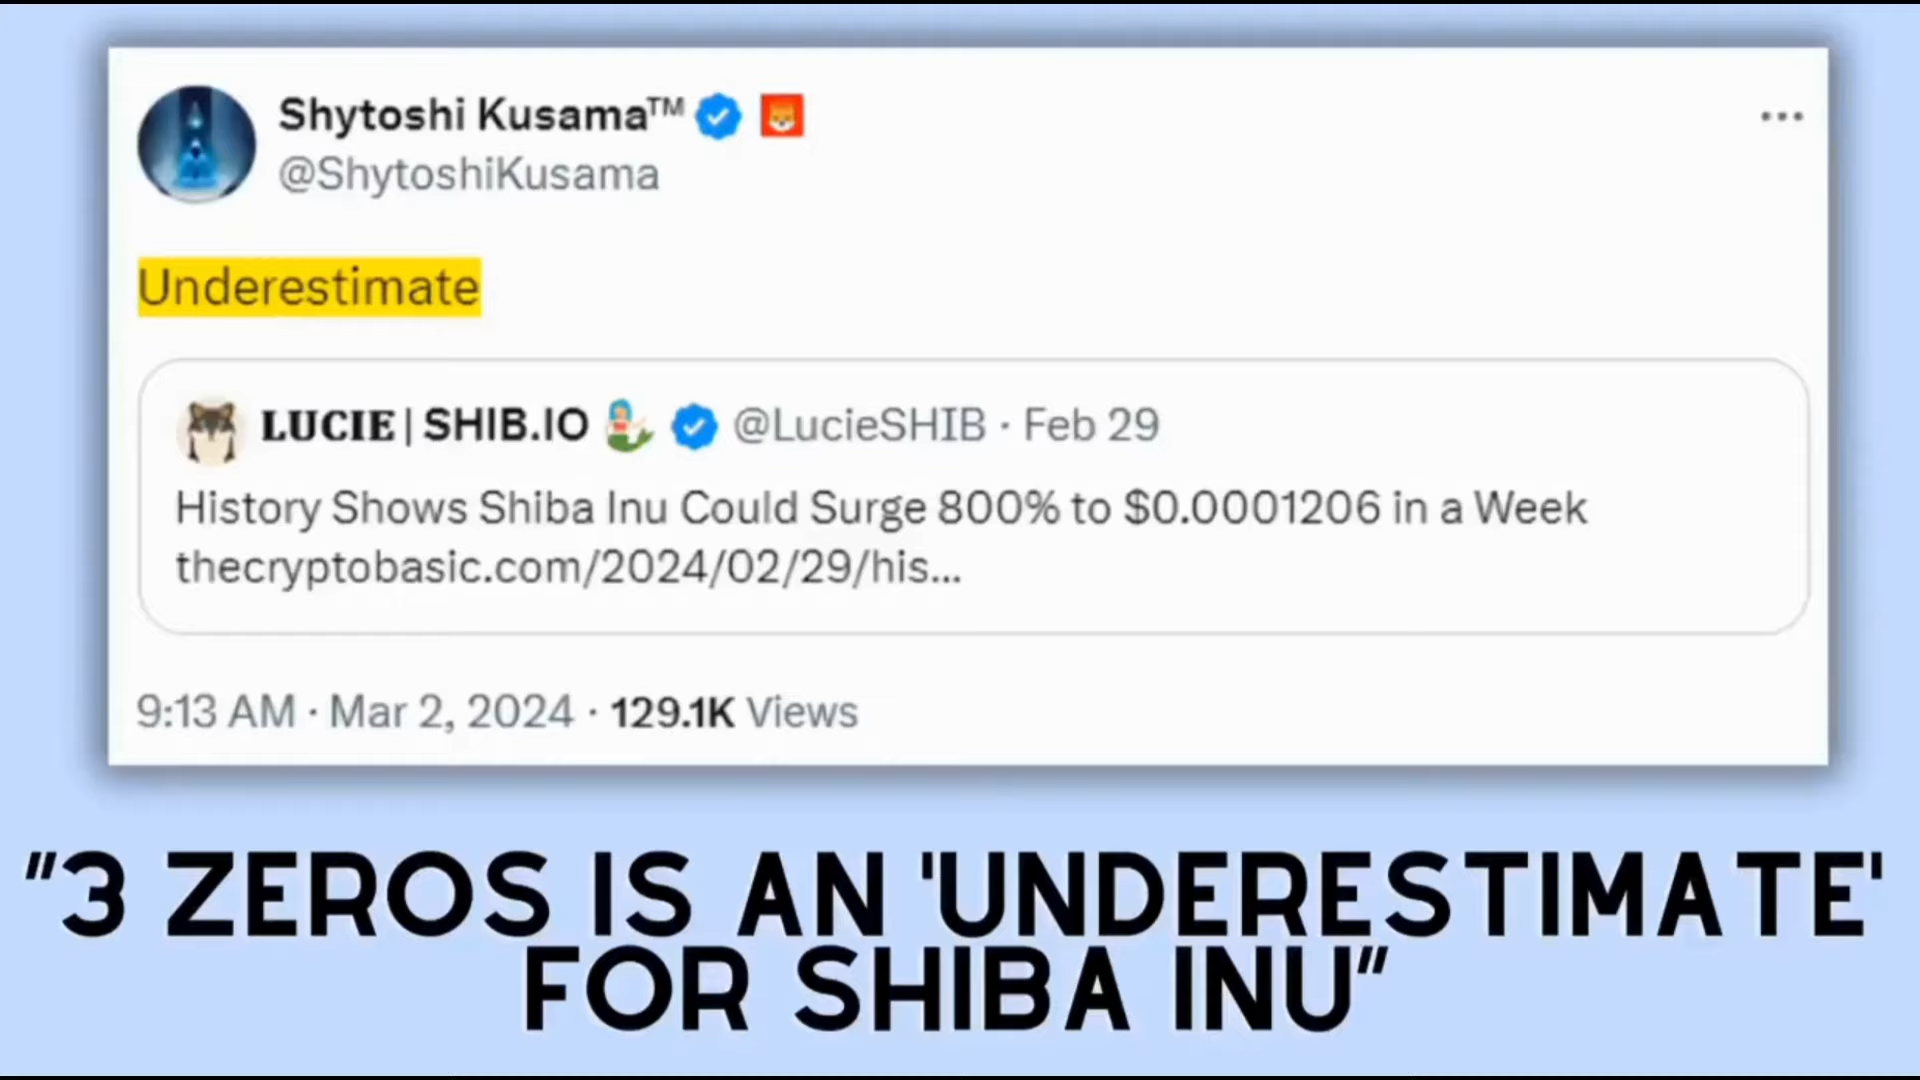 Shytoshi Kusama™
@ShytoshiKusama
Underestimate
LUCIE | SHIB.IO @LucieSHIB · Feb 29
History Shows Shiba Inu Could Surge 800% to $0.0001206 in a Week
thecryptobasic.com/2024/02/29/his...
9:13 AM · Mar 2, 2024 · 129.1K Views
"3 ZEROS IS AN 'UNDERESTIMATE'
FOR SHIBA INU"